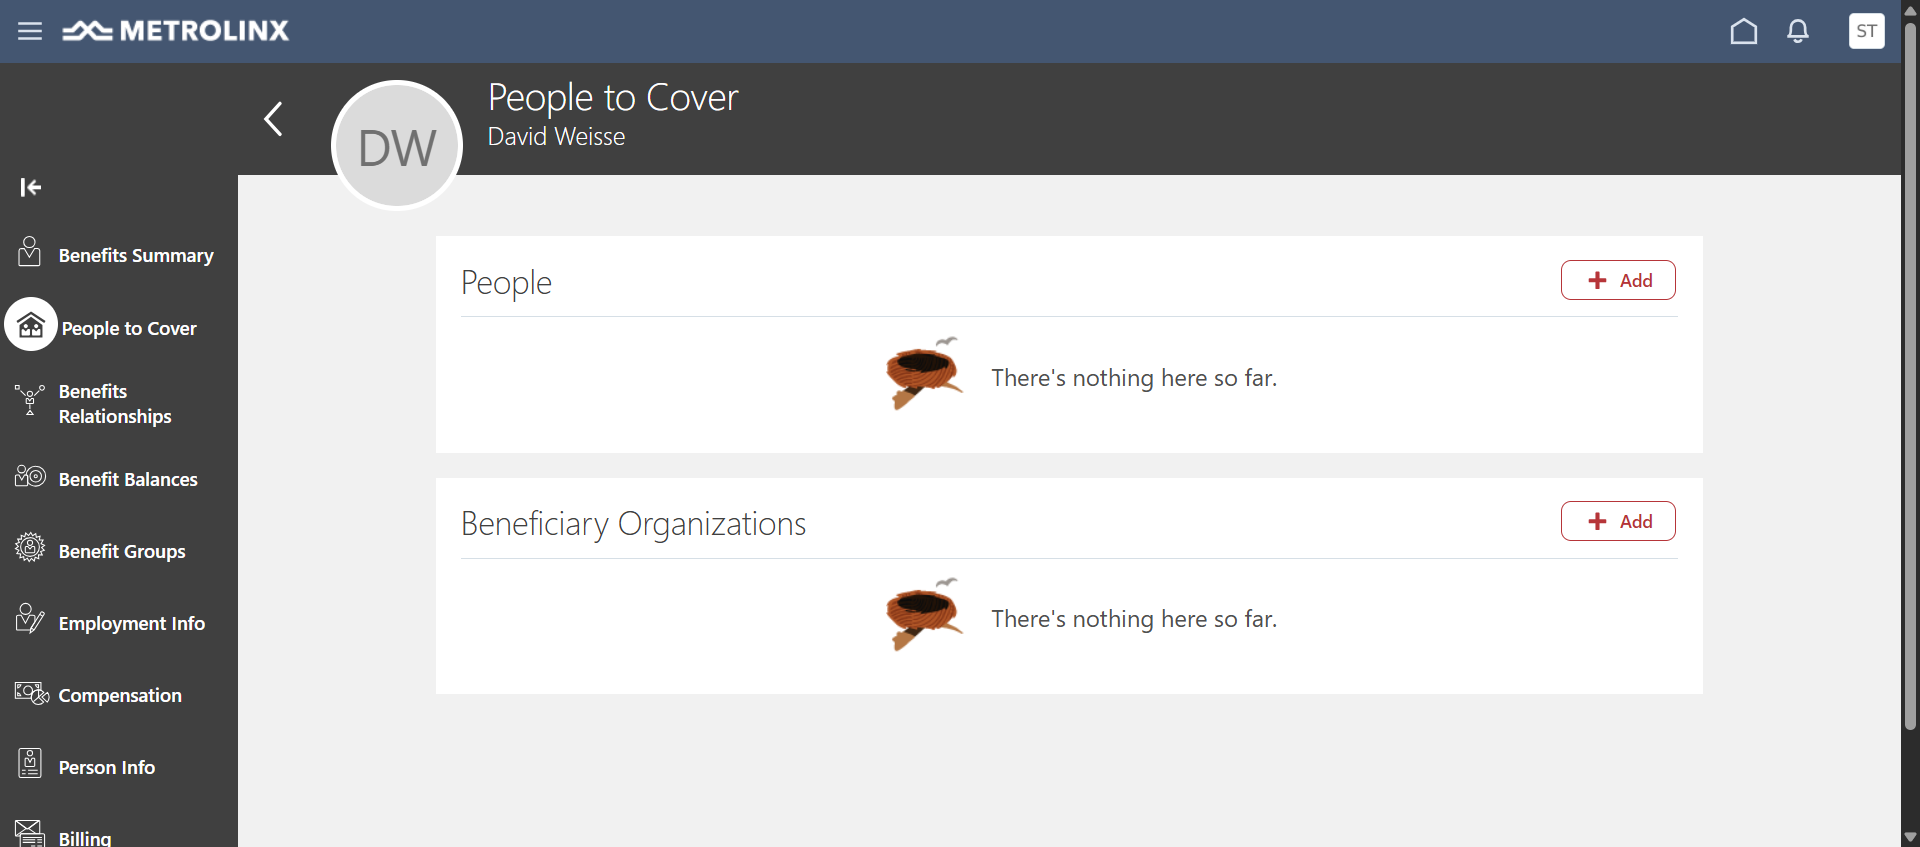 METROLINX
ST
DW
People to Cover
David Weisse
Benefits Summary
People to Cover
Benefits
Relationships
Benefit Balances
Benefit Groups
Employment Info
Compensation
Person Info
Billing
People
Add
There's nothing here so far.
Beneficiary Organizations
Add
There's nothing here so far.